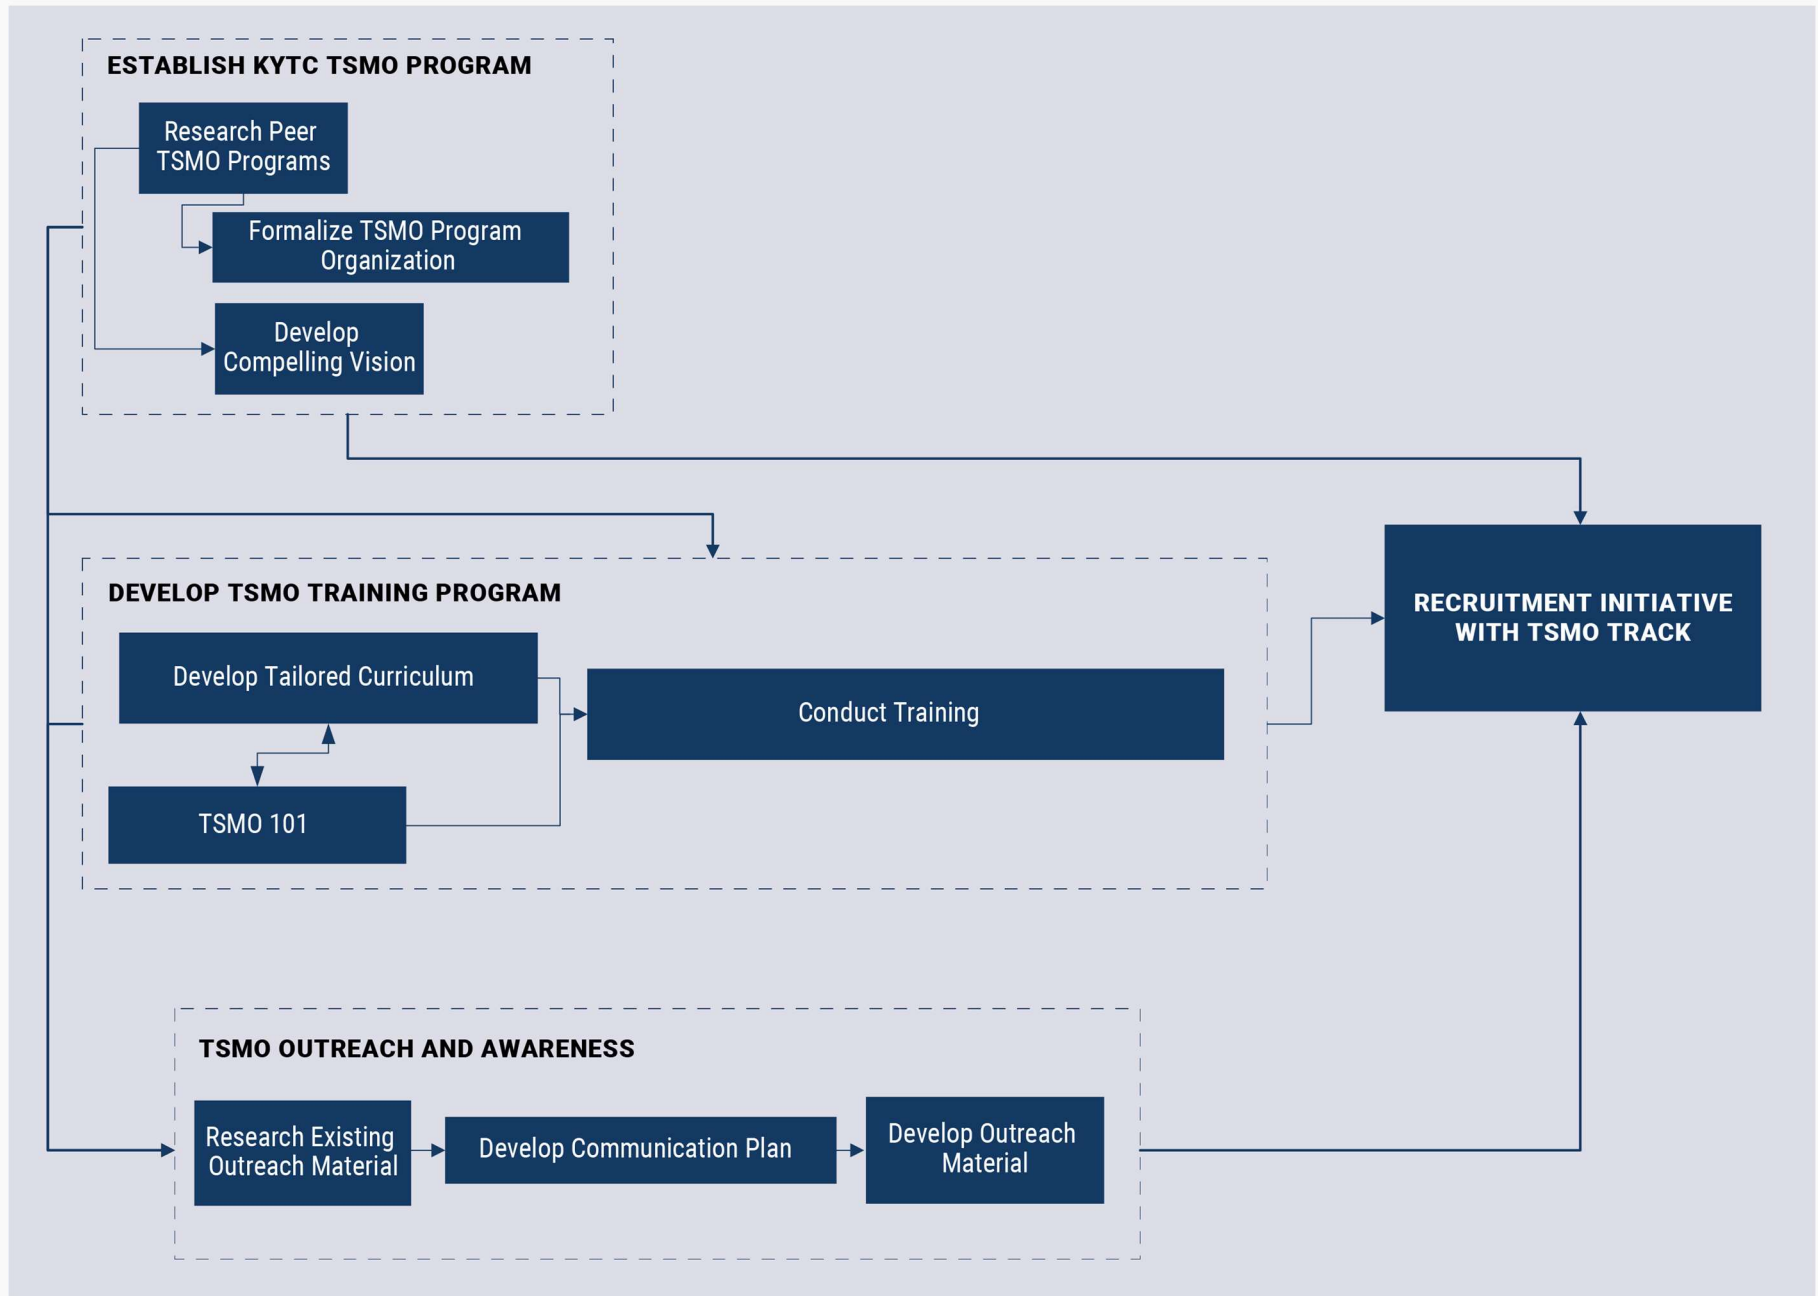 ESTABLISH KYTC TSMO PROGRAM
Research Peer
TSMO Programs
Formalize TSMO Program
Organization
Develop
Compelling Vision
DEVELOP TSMO TRAINING PROGRAM
Develop Tailored Curriculum
Conduct Training
TSMO 101
RECRUITMENT INITIATIVE
WITH TSMO TRACK
TSMO OUTREACH AND AWARENESS
Research Existing
Outreach Material
Develop Communication Plan
Develop Outreach
Material